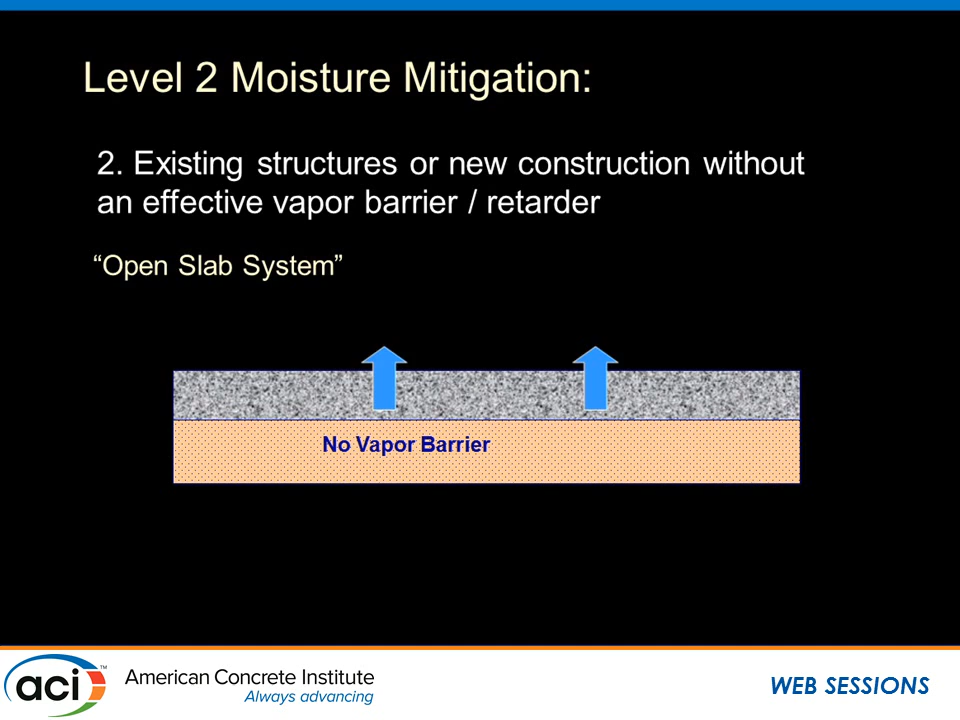 Level 2 Moisture Mitigation:
2. Existing structures or new construction without
an effective vapor barrier / retarder
“Open Slab System”
No Vapor Barrier
aci™
American Concrete Institute
Always advancing
WEB SESSIONS